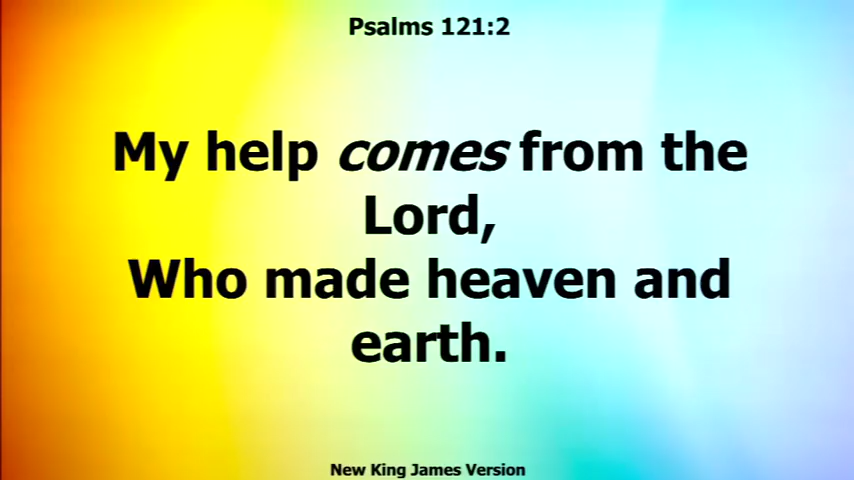 Psalms 121:2
My help comes from the
Lord,
Who made heaven and
earth.
New King James Version